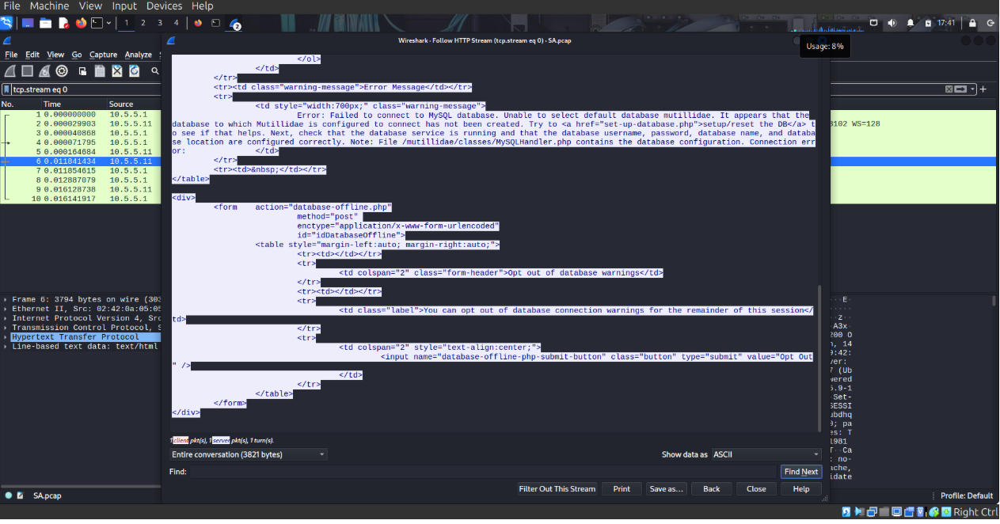 File Machine View Input Devices Help
1 2 3 4 2 17:41
Wireshark · Follow HTTP Stream (tcp.stream eq 0) · SA.pcap
Usage: 8%
File Edit View Go Capture Analyze
tcp.stream eq 0
No. Time Source
1 0.000000000 10.5.5.1
2 0.000029903 10.5.5.11
3 0.000040868 10.5.5.1
4 0.000071795 10.5.5.1
5 0.000164684 10.5.5.11
6 0.011841434 10.5.5.11
7 0.011854615 10.5.5.1
8 0.012887079 10.5.5.1
9 0.016128738 10.5.5.11
10 0.016141917 10.5.5.1
3102 WS=128
</ol>
</td>
</tr>
<tr><td class="warning-message">Error Message</td></tr>
<tr>
<td style="width:700px;" class="warning-message">
Error: Failed to connect to MySQL database. Unable to select default database mutillidae. It appears that the
database to which Mutillidae is configured to connect has not been created. Try to <a href="set-up-database.php">setup/reset the DB</a> t
o see if that helps. Next, check that the database service is running and that the database username, password, database name, and databa
se location are configured correctly. Note: File /mutillidae/classes/MySQLHandler.php contains the database configuration. Connection err
or: </td>
</tr>
<tr><td>&nbsp;</td></tr>
</table>
<div>
<form action="database-offline.php"
method="post"
enctype="application/x-www-form-urlencoded"
id="idDatabaseOffline">
<table style="margin-left:auto; margin-right:auto;">
<tr><td></td></tr>
<tr>
<td colspan="2" class="form-header">Opt out of database warnings</td>
</tr>
<tr><td></td></tr>
<tr>
<td class="label">You can opt out of database connection warnings for the remainder of this session</
td>
</tr>
<tr>
<td colspan="2" style="text-align:center;">
<input name="database-offline-php-submit-button" class="button" type="submit" value="Opt Out
" />
</td>
</tr>
</table>
</form>
</div>
Frame 6: 3794 bytes on wire (303
Ethernet II, Src: 02:42:0a:05:05
Internet Protocol Version 4, Src
Transmission Control Protocol, S
Hypertext Transfer Protocol
Line-based text data: text/html
E
z
A3x
200 O
n, 14
9:42:
ver:
7 (Ub
wered
5.9-1
Set-
SESSI
ubdhq
0; pa
es: T
1981
T Ca
: no-
ache,
idate
1 client pkt(s), 1 server pkt(s), 1 turn(s).
Entire conversation (3821 bytes) Show data as ASCII
Find: Find Next
Filter Out This Stream Print Save as… Back Close Help
SA.pcap Profile: Default
Right Ctrl